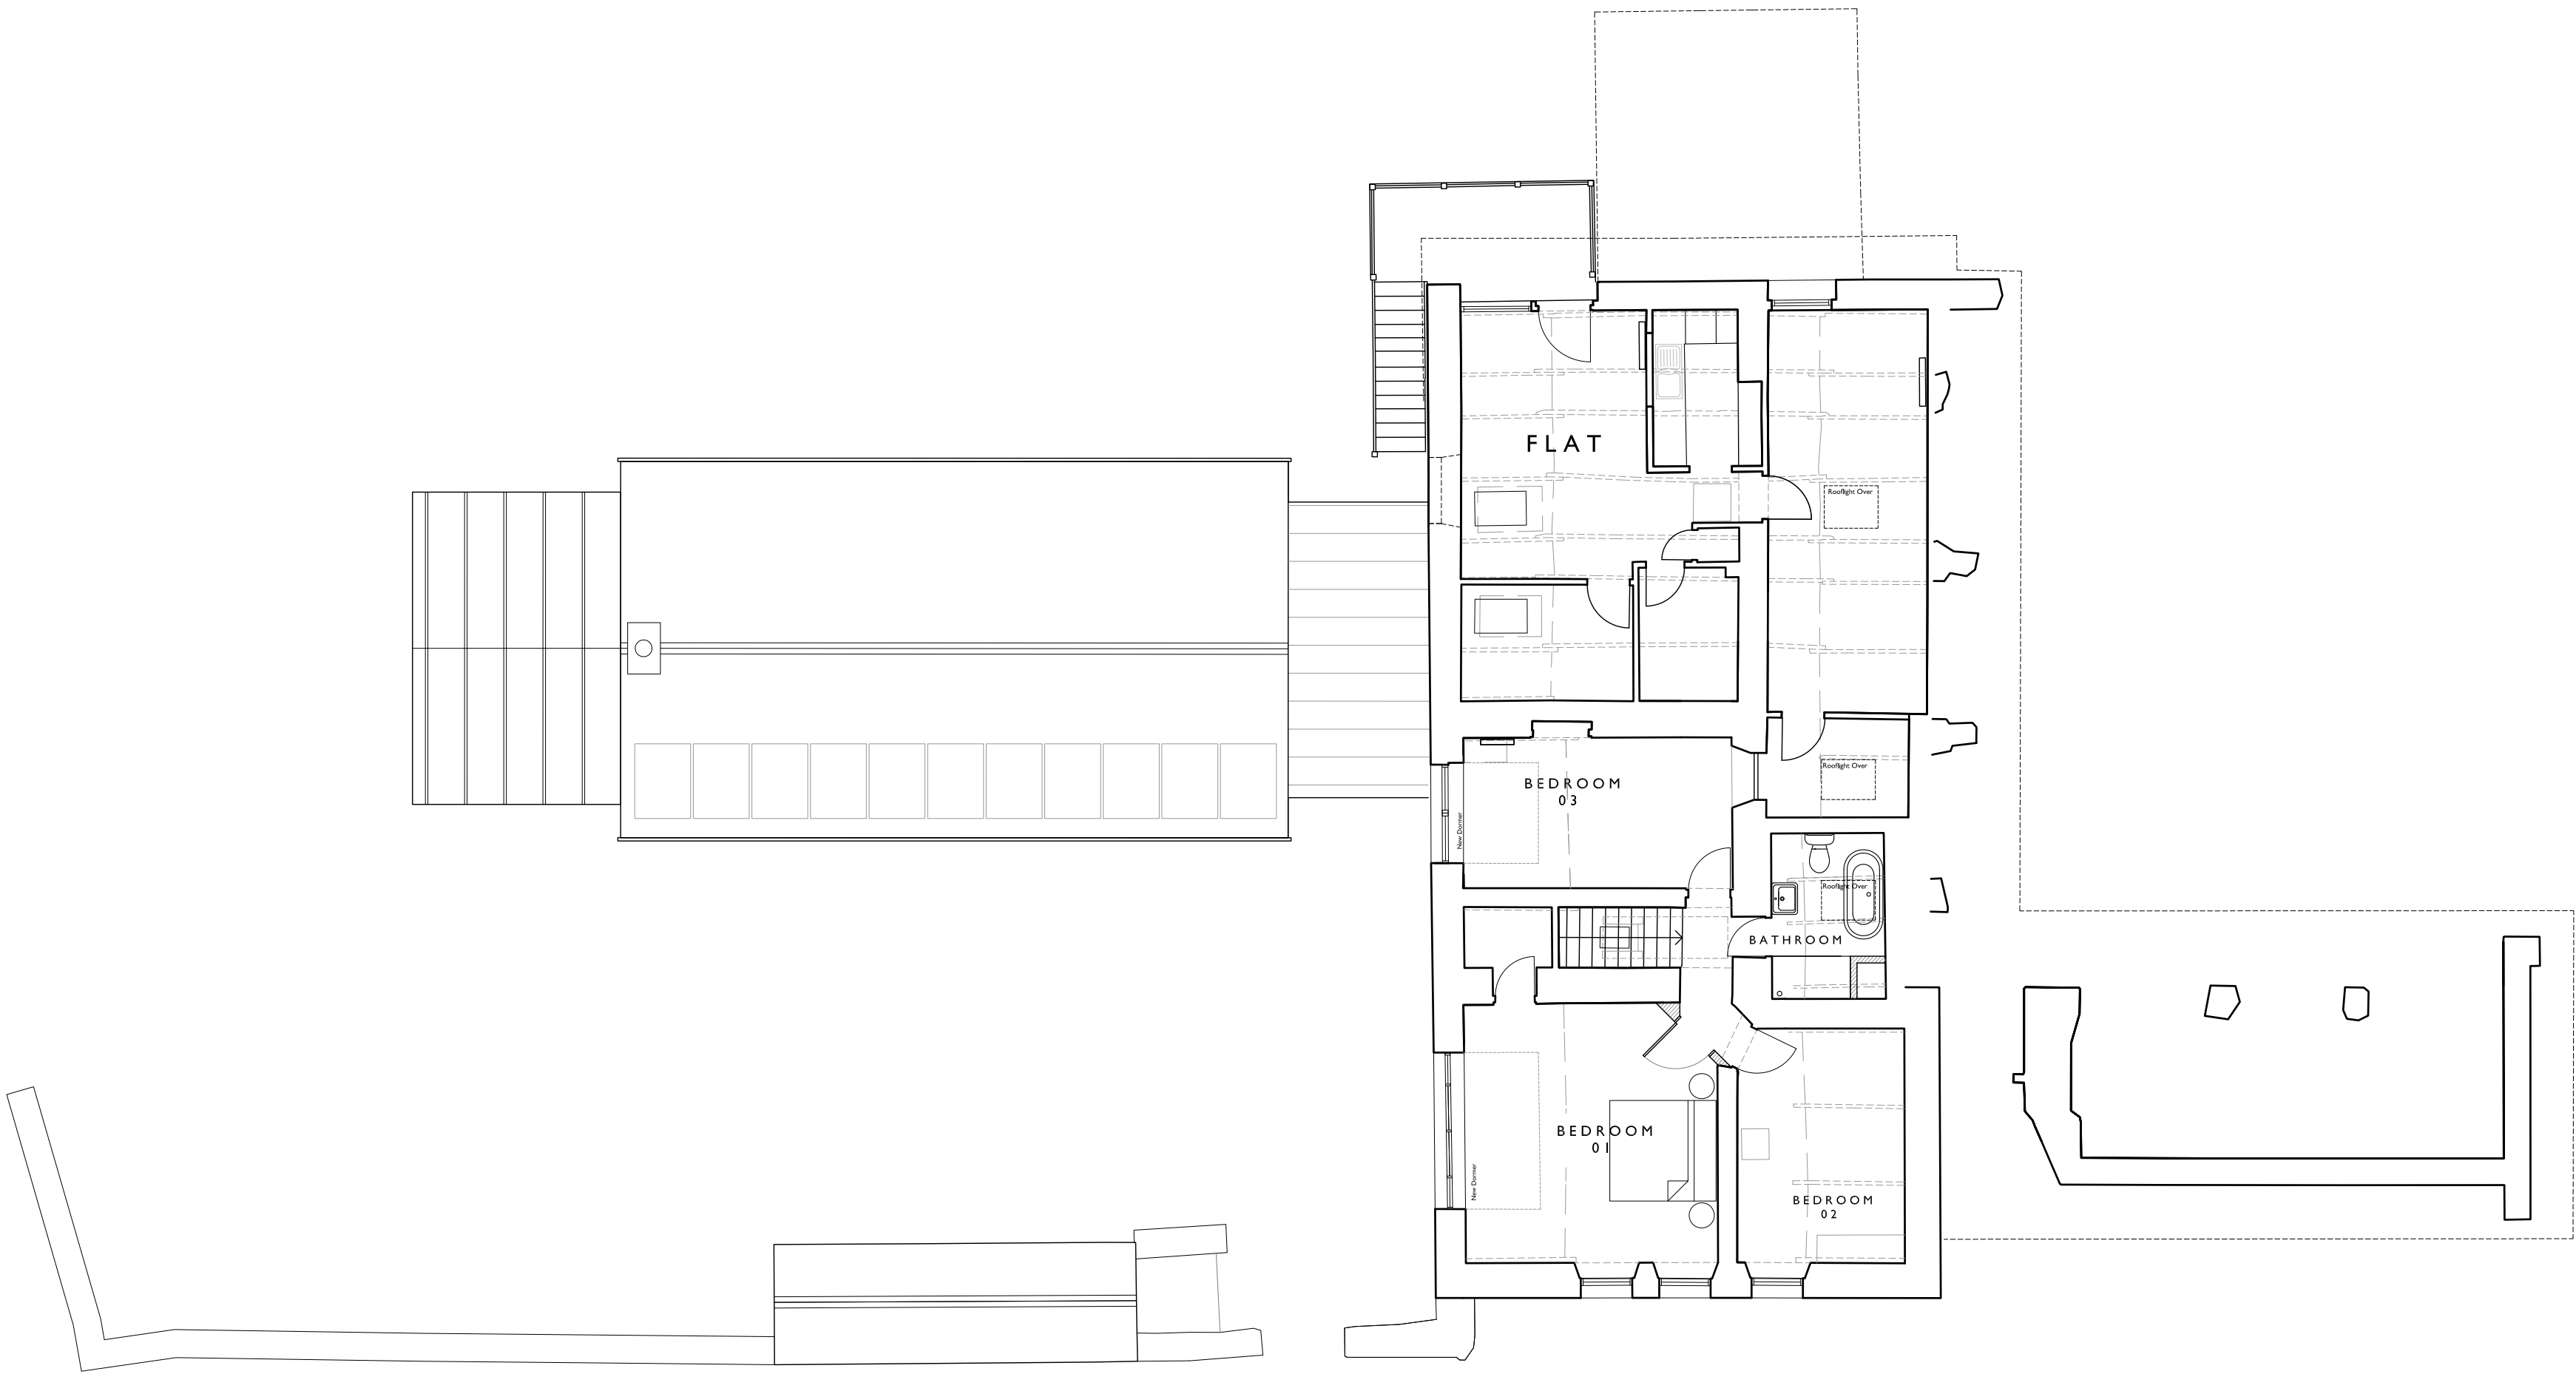 FLAT
Rooflight Over
Rooflight Over
BEDROOM
03
New Dormer
Rooflight Over
BATHROOM
BEDROOM
01
New Dormer
BEDROOM
02